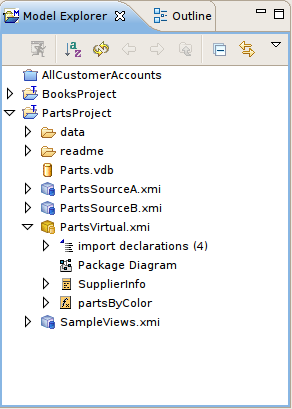 Model Explorer
Outline
AllCustomerAccounts
BooksProject
PartsProject
data
readme
Parts.vdb
PartsSourceA.xmi
PartsSourceB.xmi
PartsVirtual.xmi
import declarations (4)
Package Diagram
SupplierInfo
partsByColor
SampleViews.xmi